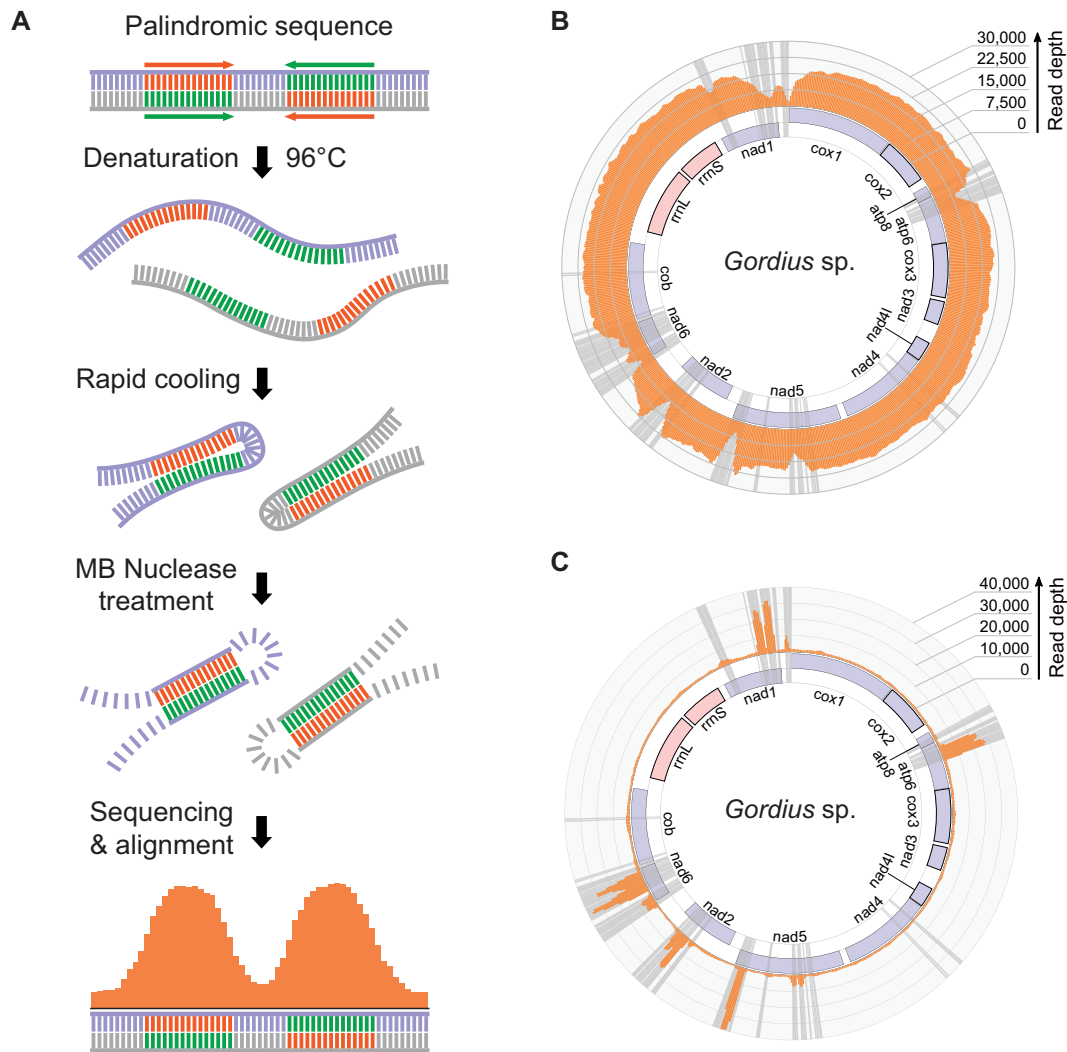 A
Palindromic sequence
Denaturation
96°C
Rapid cooling
MB Nuclease
treatment
Sequencing
& alignment
B
30,000
22,500
15,000
7,500
0
Read depth
cox1
cox2
atp8
atp6
cox3
nad3
nad4l
nad4
nad5
nad2
nad6
cob
rrnL
rrnS
nad1
Gordius sp.
C
40,000
30,000
20,000
10,000
0
Read depth
cox1
cox2
atp8
atp6
cox3
nad3
nad4l
nad4
nad5
nad2
nad6
cob
rrnL
rrnS
nad1
Gordius sp.